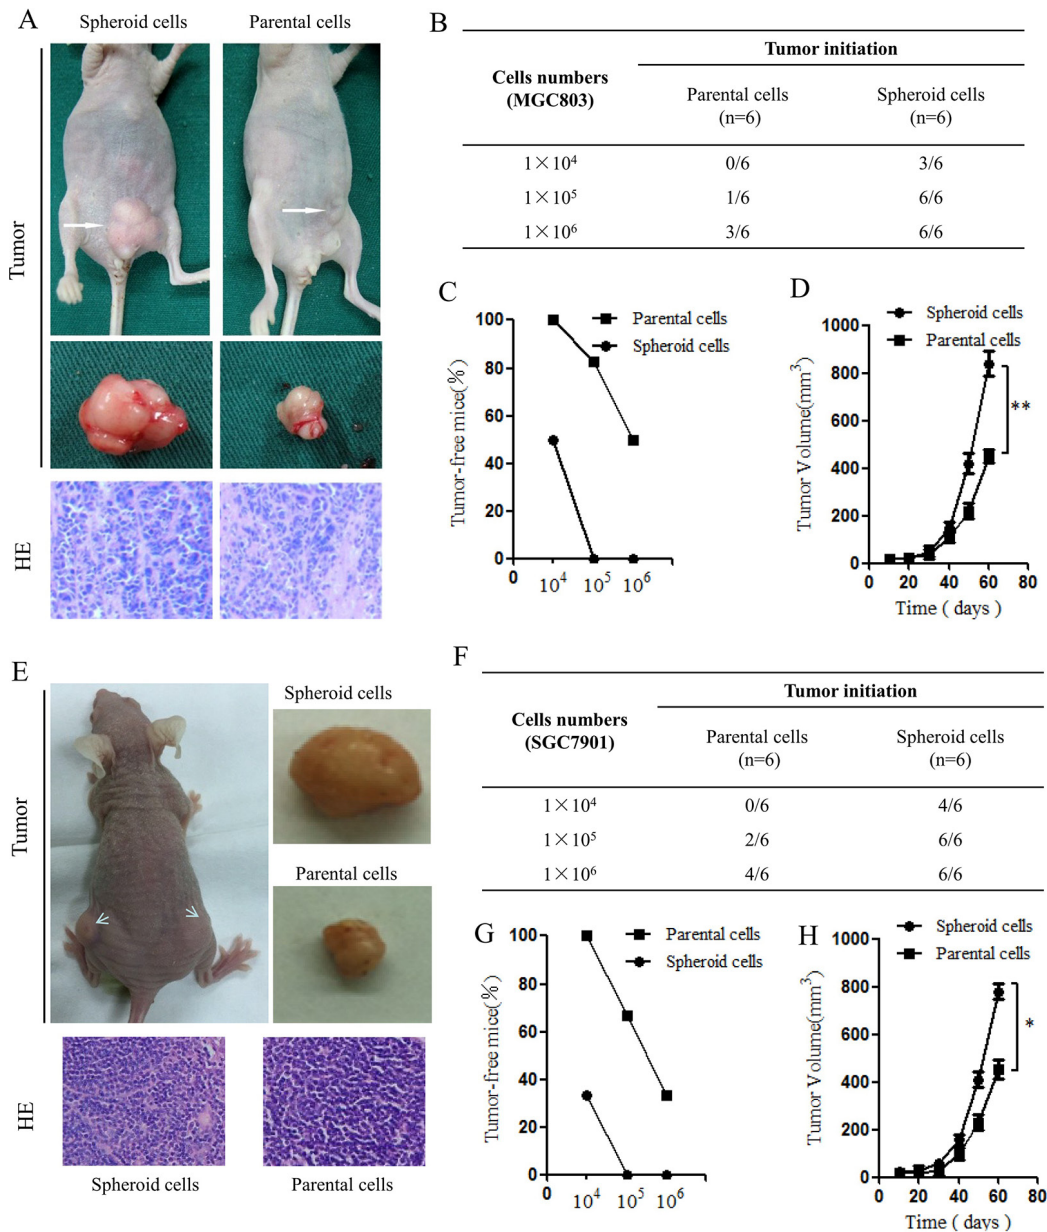 A
Spheroid cells
Parental cells
Tumor
HE
B
Cells numbers
(MGC803)
Tumor initiation
Parental cells
(n=6)
Spheroid cells
(n=6)
1×10⁴ 0/6 3/6
1×10⁵ 1/6 6/6
1×10⁶ 3/6 6/6
C
Parental cells
Spheroid cells
Tumor-free mice(%)
100
80
60
40
20
0
0 10⁴ 10⁵ 10⁶
D
Spheroid cells
Parental cells
Tumor Volume(mm³)
1000
800
600
400
200
0
**
0 20 40 60 80
Time ( days )
E
Tumor
Spheroid cells
Parental cells
HE
Spheroid cells
Parental cells
F
Cells numbers
(SGC7901)
Tumor initiation
Parental cells
(n=6)
Spheroid cells
(n=6)
1×10⁴ 0/6 4/6
1×10⁵ 2/6 6/6
1×10⁶ 4/6 6/6
G
Parental cells
Spheroid cells
Tumor-free mice(%)
100
80
60
40
20
0
0 10⁴ 10⁵ 10⁶
H
Spheroid cells
Parental cells
Tumor Volume(mm³)
1000
800
600
400
200
0
*
0 20 40 60 80
Time ( days )